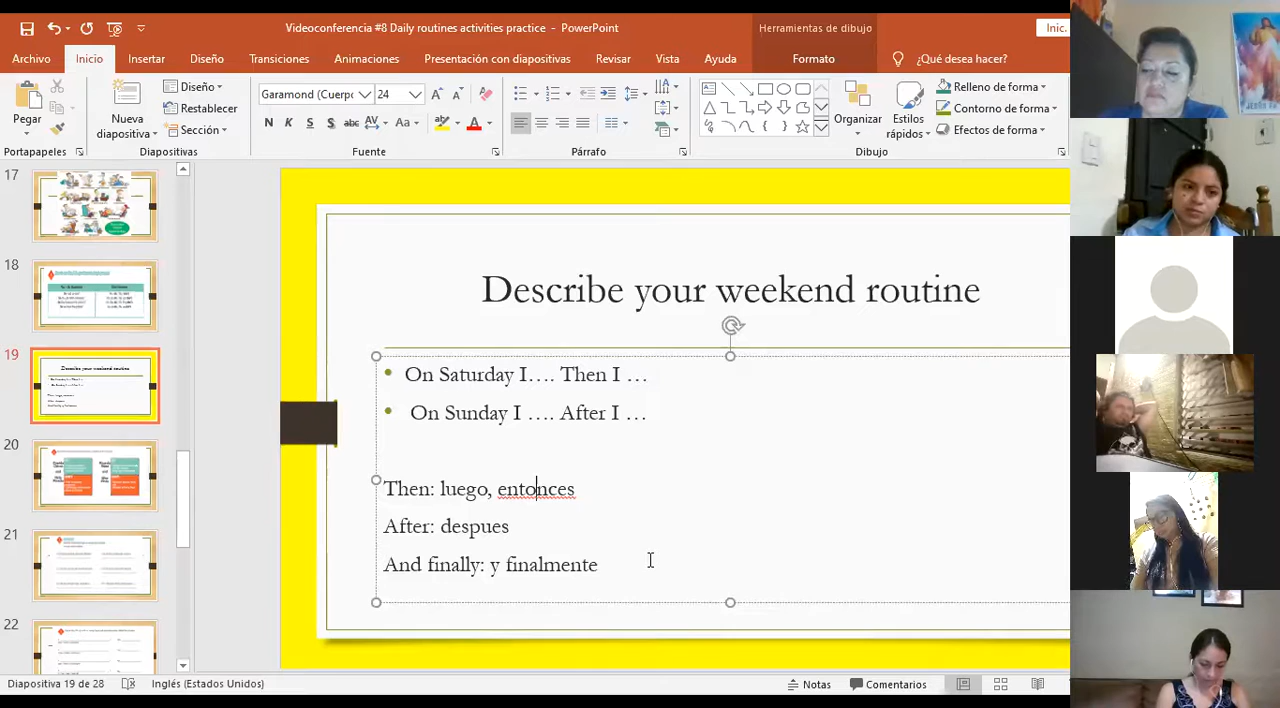 Videoconferencia #8 Daily routines activities practice - PowerPoint
Herramientas de dibujo
Inic.
Archivo Inicio Insertar Diseño Transiciones Animaciones Presentación con diapositivas Revisar Vista Ayuda Formato ¿Qué desea hacer?
Pegar
Nueva diapositiva
Diseño
Restablecer
Sección
Garamond (Cuerpo 24
N K S S abc AV Aa
Organizar
Estilos rápidos
Relleno de forma
Contorno de forma
Efectos de forma
Portapapeles Diapositivas Fuente Párrafo Dibujo
17
18
19
20
21
22
Describe your weekend routine
On Saturday I…. Then I …
On Sunday I …. After I …
Then: luego, entonces
After: despues
And finally: y finalmente
Diapositiva 19 de 28 Inglés (Estados Unidos) Notas Comentarios